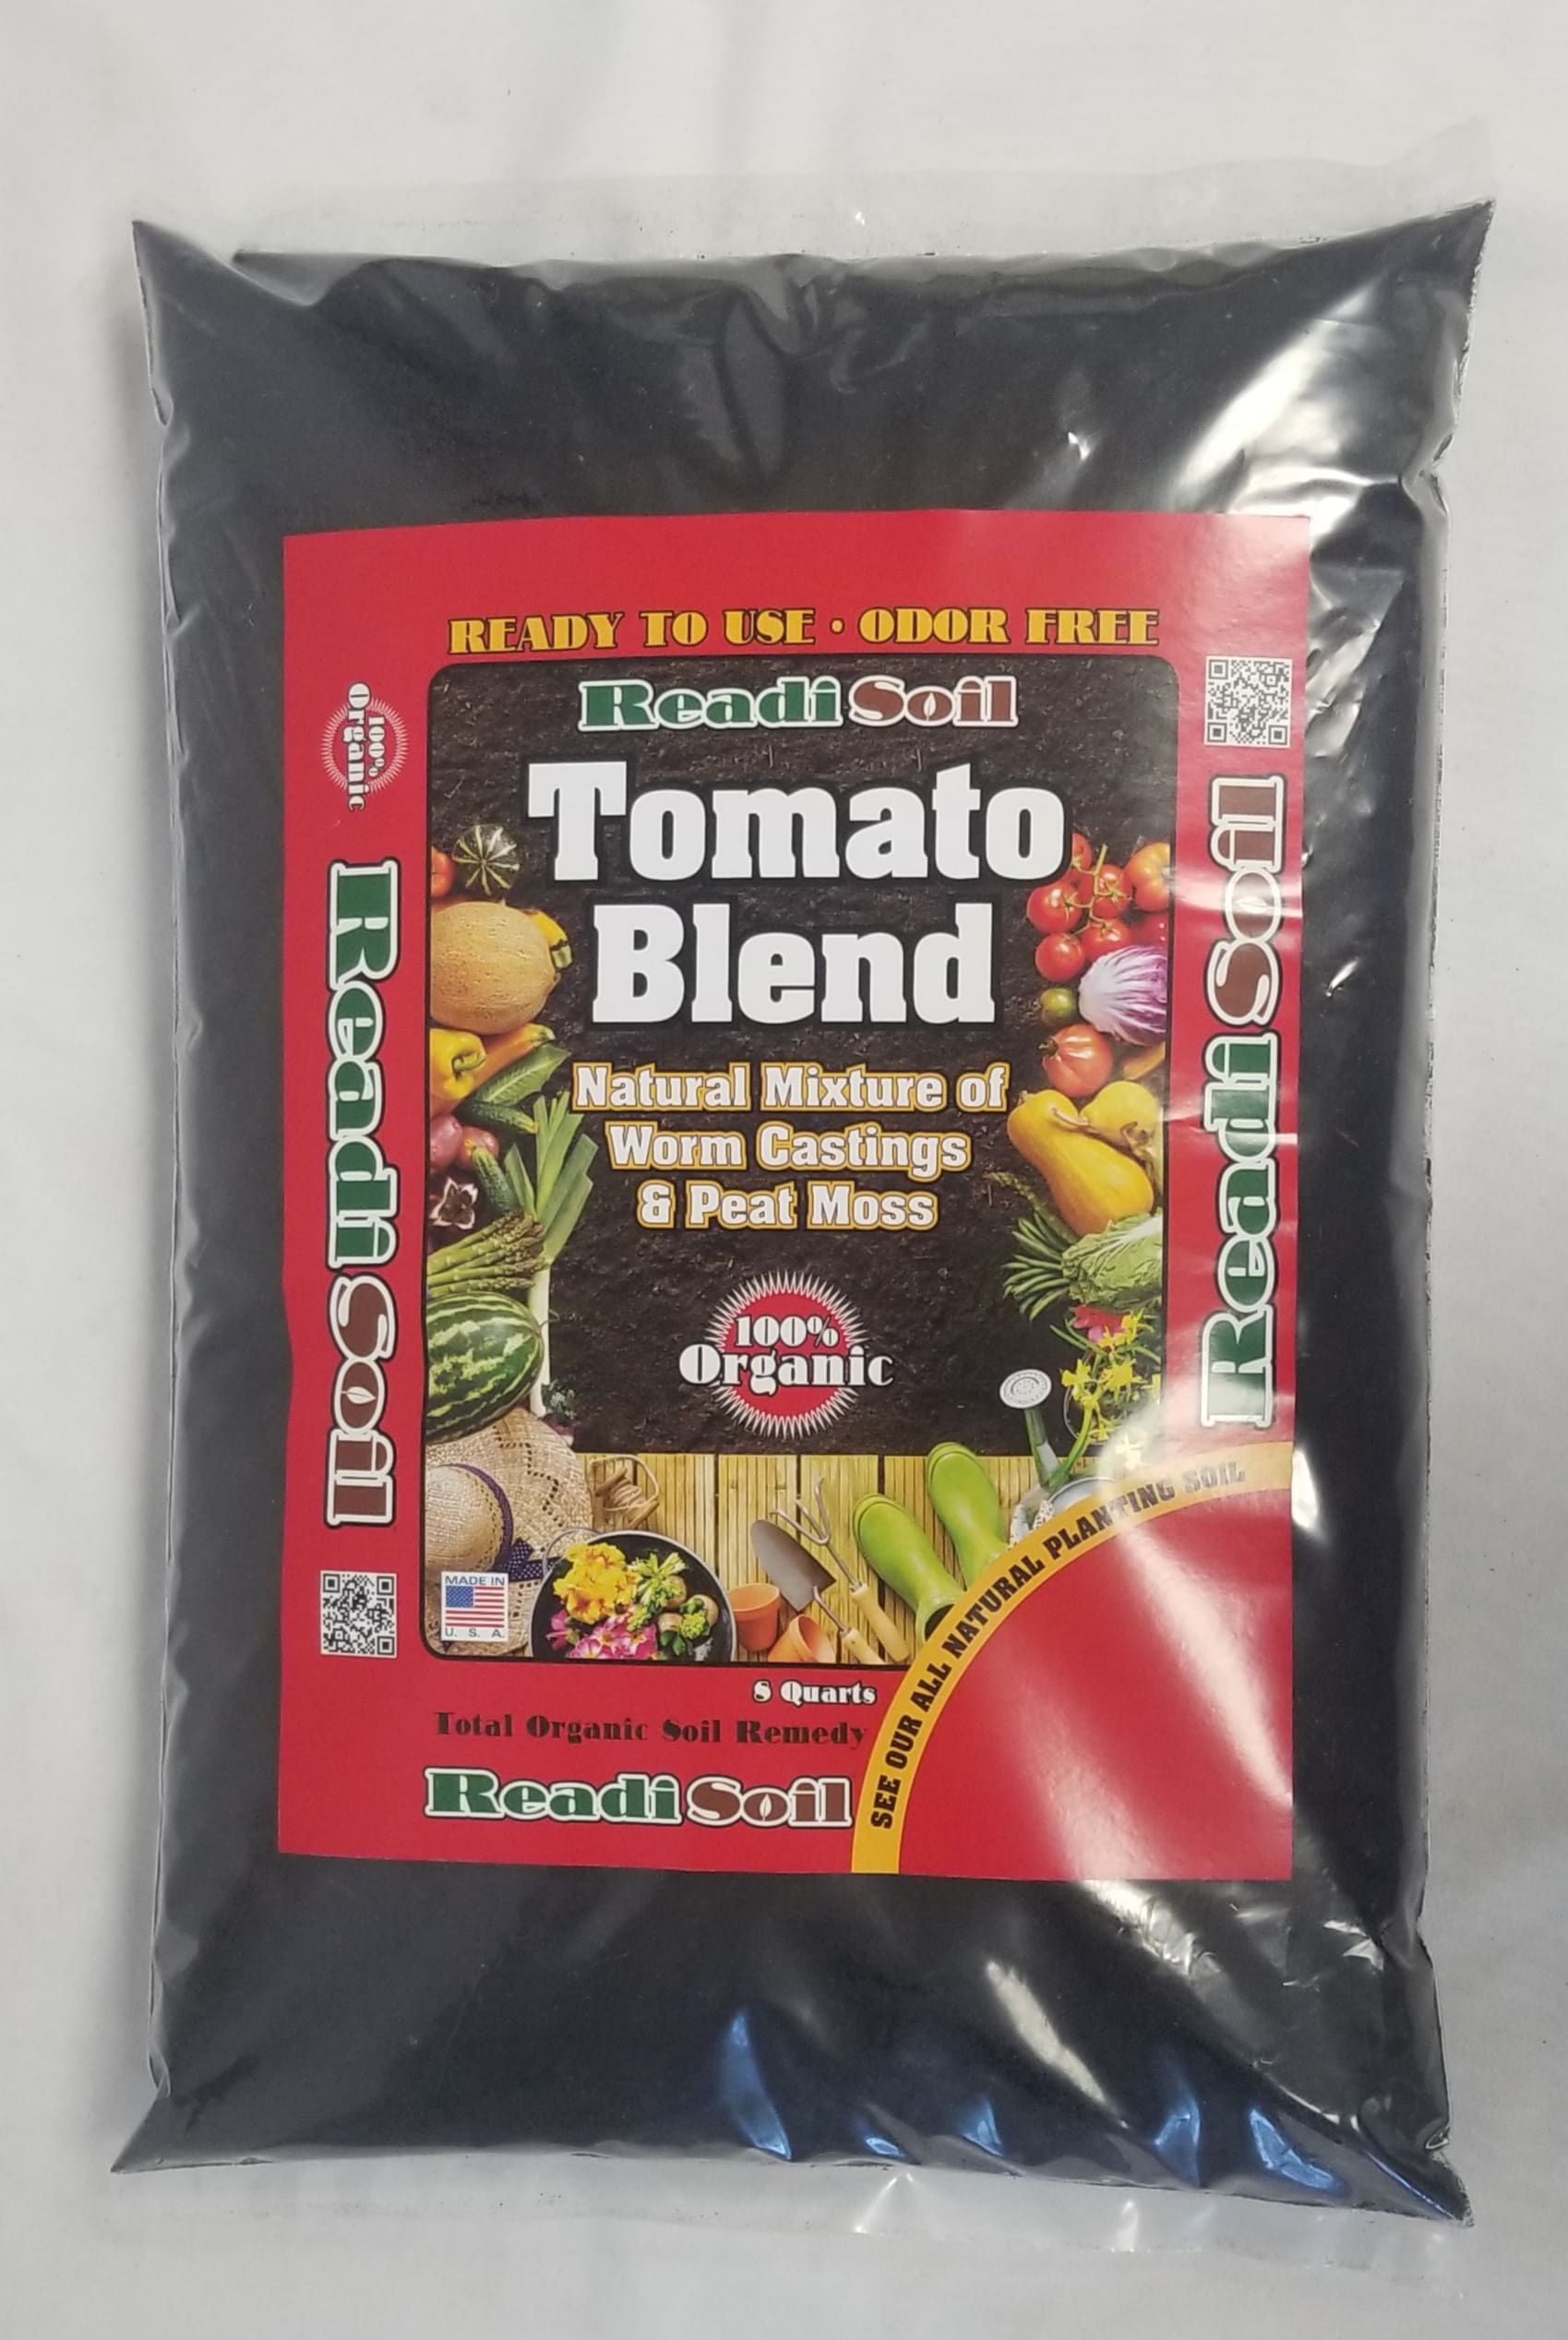 READY TO USE • ODOR FREE
Readi Soil
Tomato
Blend
Natural Mixture of
Worm Castings
& Peat Moss
100%
Organic
MADE IN
U. S. A.
8 Quarts
Total Organic Soil Remedy
Readi Soil
SEE OUR ALL NATURAL PLANTING SOIL
100%
Organic
Readi Soil
Readi Soil